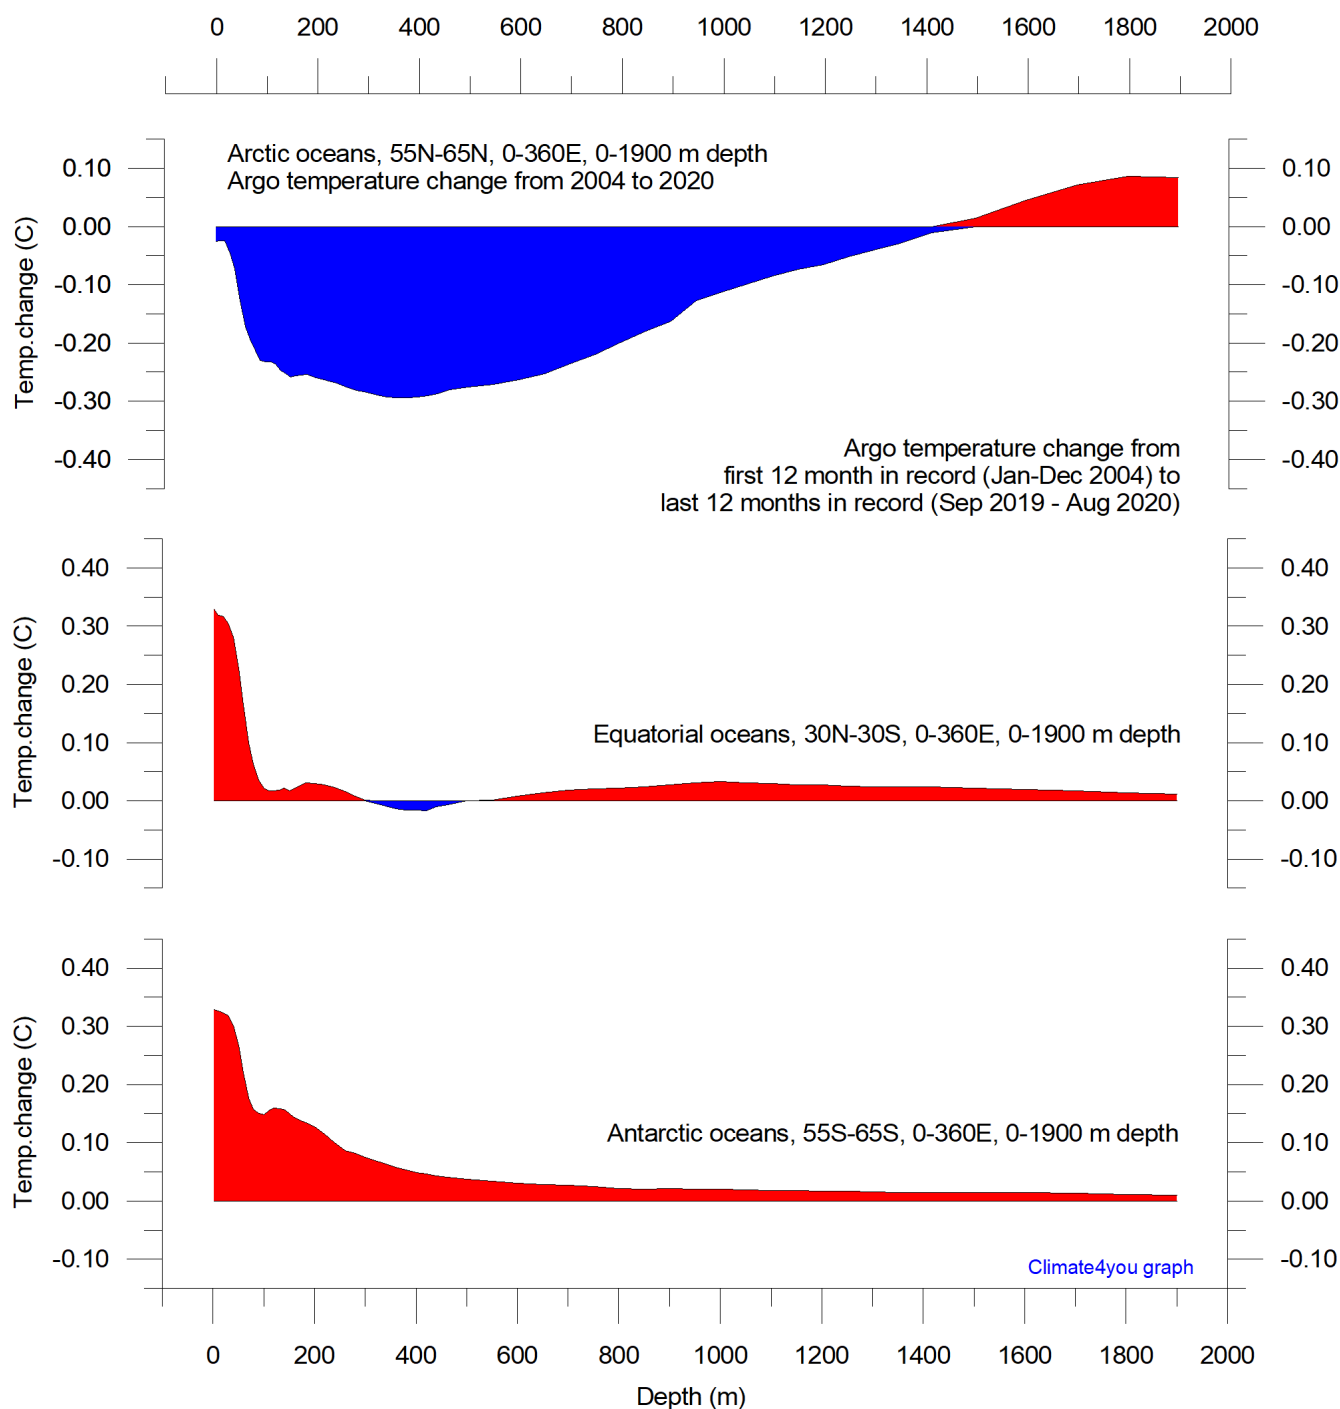 0 200 400 600 800 1000 1200 1400 1600 1800 2000
Arctic oceans, 55N-65N, 0-360E, 0-1900 m depth
Argo temperature change from 2004 to 2020
0.10 0.10
0.00 0.00
-0.10 -0.10
-0.20 -0.20
-0.30 -0.30
-0.40 -0.40
Temp.change (C)
Argo temperature change from
first 12 month in record (Jan-Dec 2004) to
last 12 months in record (Sep 2019 - Aug 2020)
0.40 0.40
0.30 0.30
0.20 0.20
0.10 0.10
0.00 0.00
-0.10 -0.10
Temp.change (C)
Equatorial oceans, 30N-30S, 0-360E, 0-1900 m depth
0.40 0.40
0.30 0.30
0.20 0.20
0.10 0.10
0.00 0.00
-0.10 -0.10
Temp.change (C)
Antarctic oceans, 55S-65S, 0-360E, 0-1900 m depth
Climate4you graph
0 200 400 600 800 1000 1200 1400 1600 1800 2000
Depth (m)